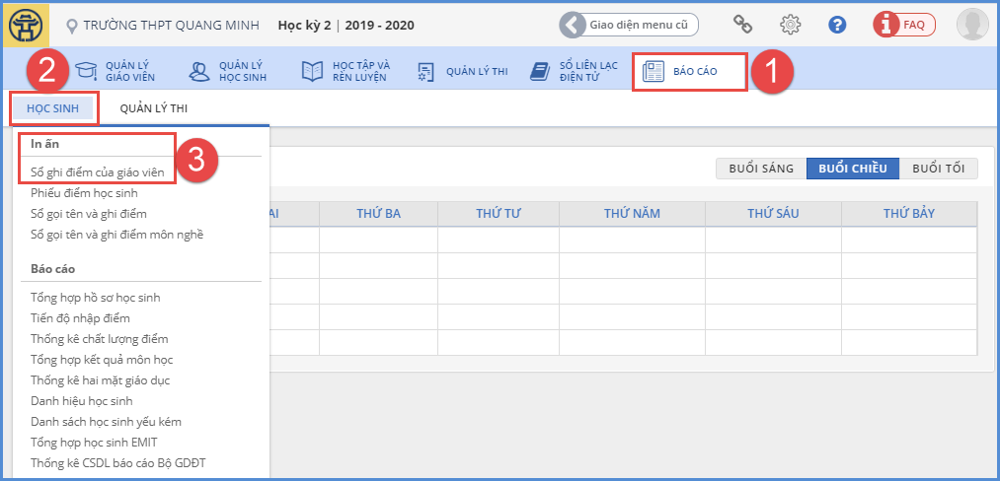 TRƯỜNG THPT QUANG MINH Học kỳ 2 | 2019 - 2020 Giao diện menu cũ ? i FAQ
QUẢN LÝ GIÁO VIÊN
QUẢN LÝ HỌC SINH
HỌC TẬP VÀ RÈN LUYỆN
QUẢN LÝ THI
SỔ LIÊN LẠC ĐIỆN TỬ
BÁO CÁO
1
2
HỌC SINH QUẢN LÝ THI
In ấn
3
Sổ ghi điểm của giáo viên
Phiếu điểm học sinh
Sổ gọi tên và ghi điểm
Sổ gọi tên và ghi điểm môn nghề
Báo cáo
Tổng hợp hồ sơ học sinh
Tiến độ nhập điểm
Thống kê chất lượng điểm
Tổng hợp kết quả môn học
Thống kê hai mặt giáo dục
Danh hiệu học sinh
Danh sách học sinh yếu kém
Tổng hợp học sinh EMIT
Thống kê CSDL báo cáo Bộ GDĐT
BUỔI SÁNG BUỔI CHIỀU BUỔI TỐI
AI THỨ BA THỨ TƯ THỨ NĂM THỨ SÁU THỨ BẢY